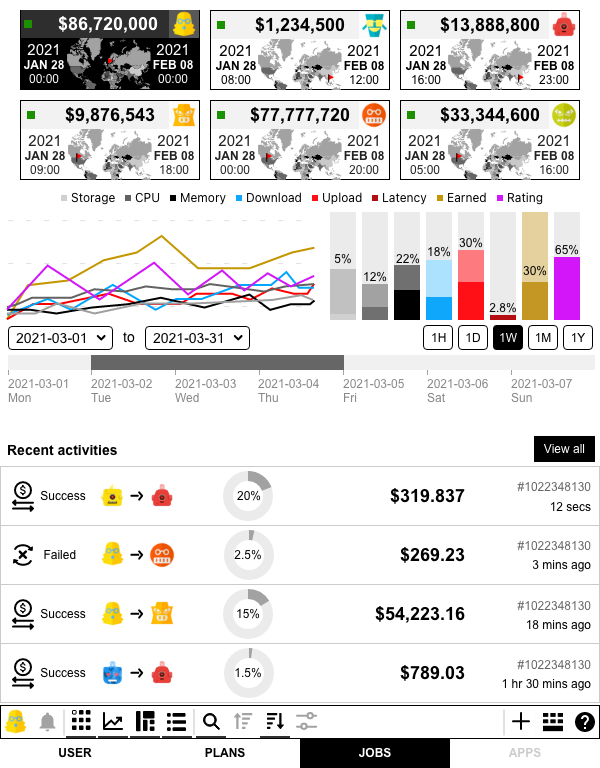 $86,720,000
2021 2021
JAN 28 FEB 08
00:00 00:00
$1,234,500
2021 2021
JAN 28 FEB 08
08:00 12:00
$13,888,800
2021 2021
JAN 28 FEB 08
16:00 23:00
$9,876,543
2021 2021
JAN 28 FEB 08
09:00 18:00
$77,777,720
2021 2021
JAN 28 FEB 08
00:00 20:00
$33,344,600
2021 2021
JAN 28 FEB 08
05:00 16:00
Storage CPU Memory Download Upload Latency Earned Rating
5% 12% 22% 18% 30% 2.8% 30% 65%
2021-03-01 to 2021-03-31 1H 1D 1W 1M 1Y
2021-03-01 2021-03-02 2021-03-03 2021-03-04 2021-03-05 2021-03-06 2021-03-07
Mon Tue Wed Thu Fri Sat Sun
Recent activities View all
Success 20% $319.837 #1022348130
12 secs
Failed 2.5% $269.23 #1022348130
3 mins ago
Success 15% $54,223.16 #1022348130
18 mins ago
Success 1.5% $789.03 #1022348130
1 hr 30 mins ago
USER PLANS JOBS APPS